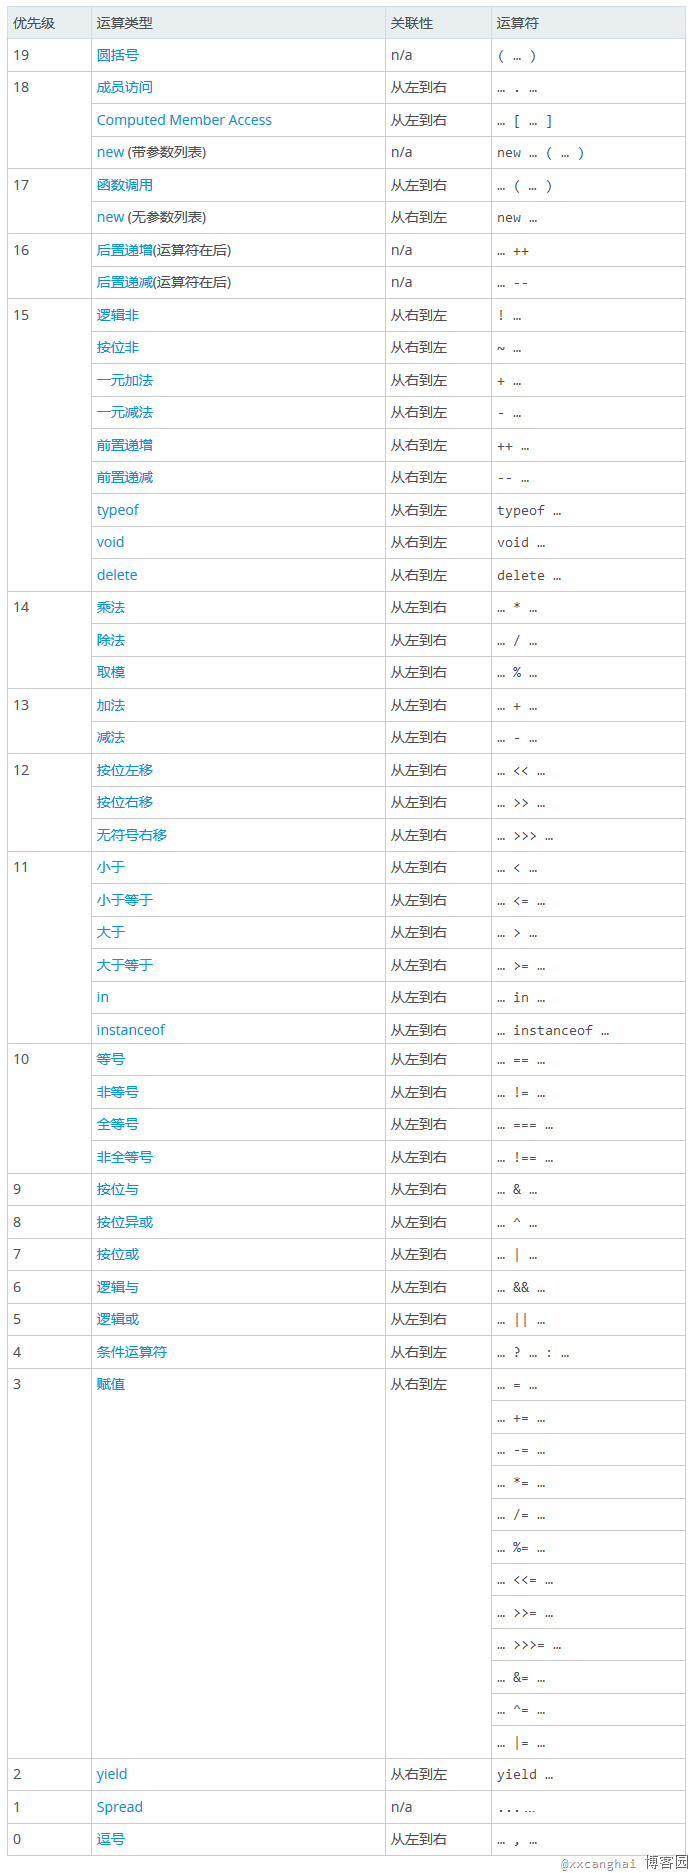 优先级 运算类型 关联性 运算符
19 圆括号 n/a ( … )
18 成员访问 从左到右 … . …
Computed Member Access 从左到右 … [ … ]
new (带参数列表) n/a new … ( … )
17 函数调用 从左到右 … ( … )
new (无参数列表) 从右到左 new …
16 后置递增(运算符在后) n/a … ++
后置递减(运算符在后) n/a … --
15 逻辑非 从右到左 ! …
按位非 从右到左 ~ …
一元加法 从右到左 + …
一元减法 从右到左 - …
前置递增 从右到左 ++ …
前置递减 从右到左 -- …
typeof 从右到左 typeof …
void 从右到左 void …
delete 从右到左 delete …
14 乘法 从左到右 … * …
除法 从左到右 … / …
取模 从左到右 … % …
13 加法 从左到右 … + …
减法 从左到右 … - …
12 按位左移 从左到右 … << …
按位右移 从左到右 … >> …
无符号右移 从左到右 … >>> …
11 小于 从左到右 … < …
小于等于 从左到右 … <= …
大于 从左到右 … > …
大于等于 从左到右 … >= …
in 从左到右 … in …
instanceof 从左到右 … instanceof …
10 等号 从左到右 … == …
非等号 从左到右 … != …
全等号 从左到右 … === …
非全等号 从左到右 … !== …
9 按位与 从左到右 … & …
8 按位异或 从左到右 … ^ …
7 按位或 从左到右 … | …
6 逻辑与 从左到右 … && …
5 逻辑或 从左到右 … || …
4 条件运算符 从右到左 … ? … : …
3 赋值 从右到左 … = …
… += …
… -= …
… *= …
… /= …
… %= …
… <<= …
… >>= …
… >>>= …
… &= …
… ^= …
… |= …
2 yield 从右到左 yield …
1 Spread n/a ... …
0 逗号 从左到右 … , …
@xxcanghai 博客园